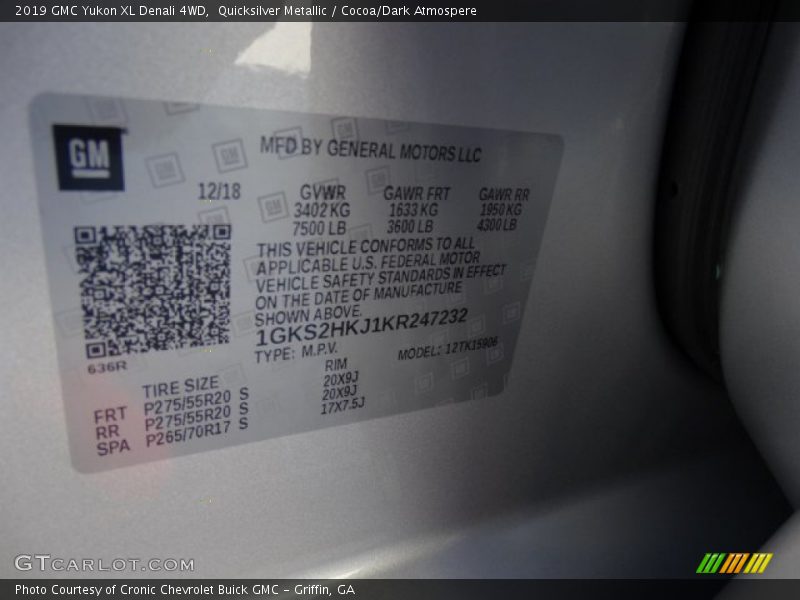 2019 GMC Yukon XL Denali 4WD,  Quicksilver Metallic / Cocoa/Dark Atmospere
GM
MFD BY GENERAL MOTORS LLC
12/18 GVWR GAWR FRT GAWR RR
3402 KG 1633 KG 1950 KG
7500 LB 3600 LB 4300 LB
THIS VEHICLE CONFORMS TO ALL
APPLICABLE U.S. FEDERAL MOTOR
VEHICLE SAFETY STANDARDS IN EFFECT
ON THE DATE OF MANUFACTURE
SHOWN ABOVE.
1GKS2HKJ1KR247232
636R
TYPE: M.P.V. MODEL: 12TK15906
TIRE SIZE RIM
FRT P275/55R20 S 20X9J
RR P275/55R20 S 20X9J
SPA P265/70R17 S 17X7.5J
GTCARLOT.COM
Photo Courtesy of Cronic Chevrolet Buick GMC – Griffin, GA